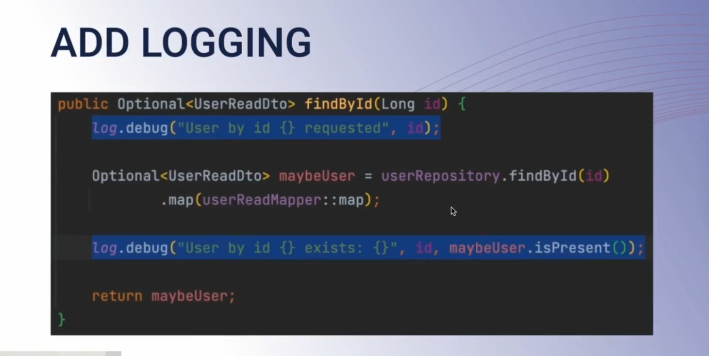 ADD LOGGING
public Optional<UserReadDto> findById(Long id) {
log.debug("User by id {} requested", id);
Optional<UserReadDto> maybeUser = userRepository.findById(id)
.map(userReadMapper::map);
log.debug("User by id {} exists: {}", id, maybeUser.isPresent());
return maybeUser;
}